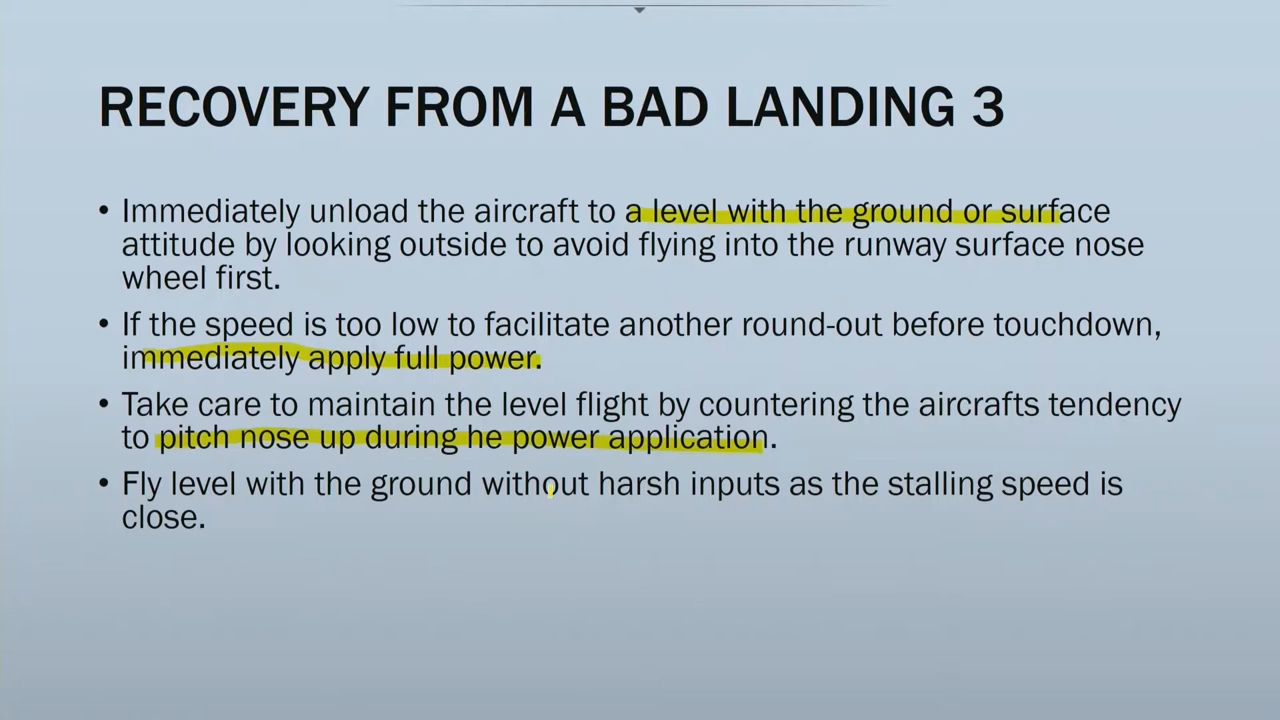 RECOVERY FROM A BAD LANDING 3
• Immediately unload the aircraft to a level with the ground or surface
attitude by looking outside to avoid flying into the runway surface nose
wheel first.
• If the speed is too low to facilitate another round-out before touchdown,
immediately apply full power.
• Take care to maintain the level flight by countering the aircrafts tendency
to pitch nose up during he power application.
• Fly level with the ground without harsh inputs as the stalling speed is
close.